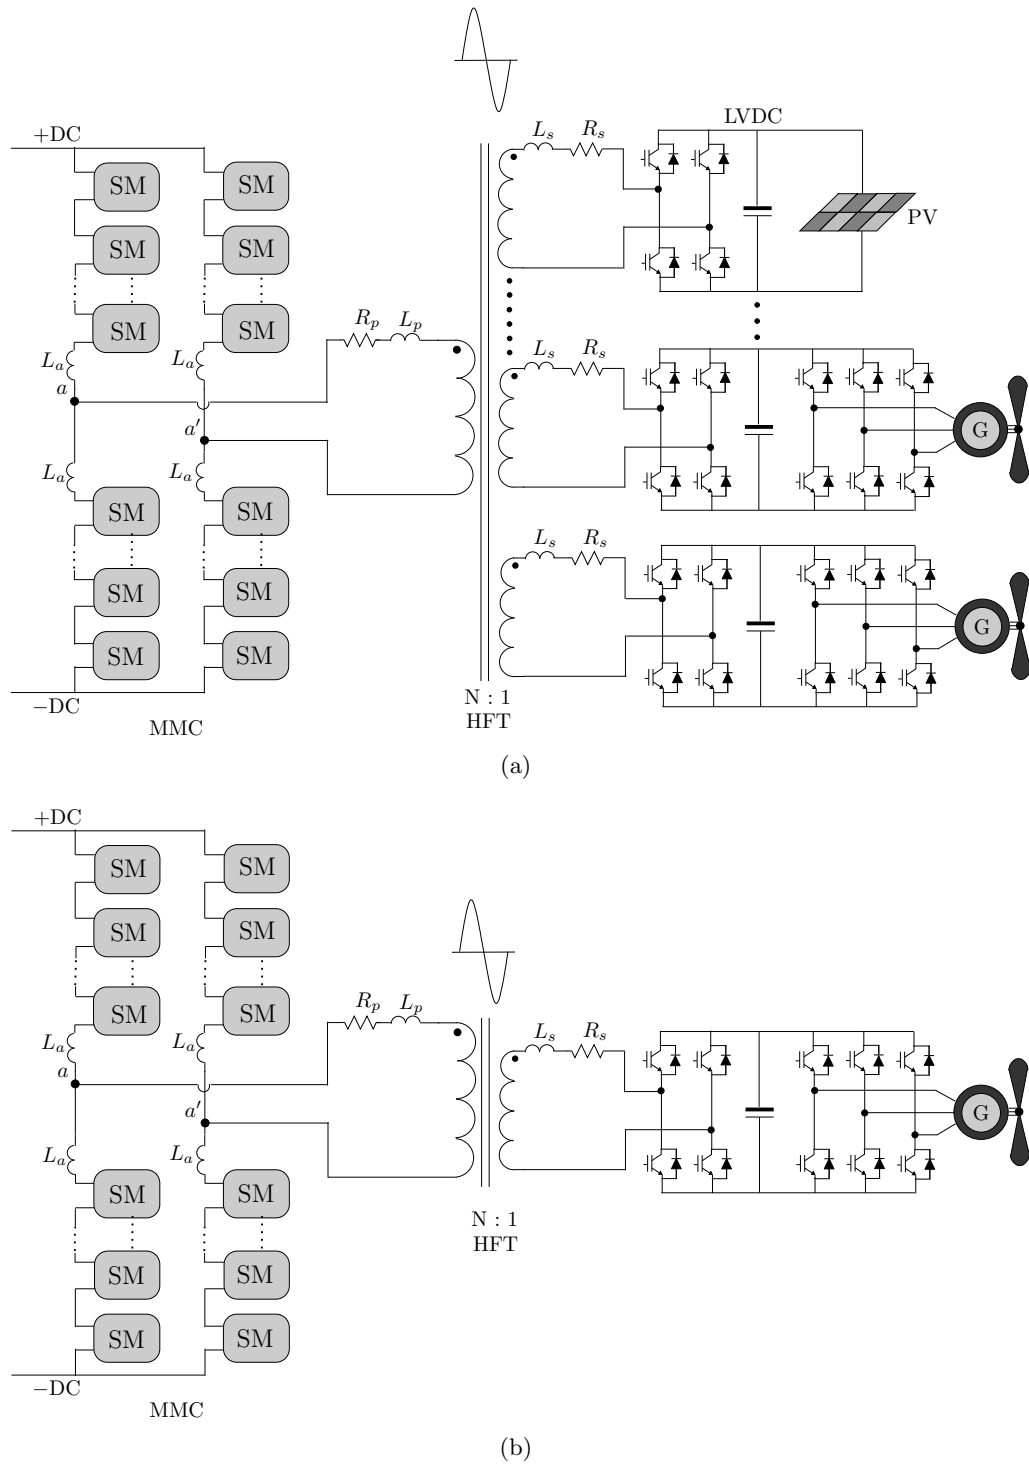 LVDC
+DC
L_s R_s
SM SM
PV
SM SM
SM SM
R_p L_p
L_a L_a
L_s R_s
a
a′
G
L_a L_a
SM SM
L_s R_s
SM SM
G
SM SM
−DC
N : 1
HFT
MMC
(a)
+DC
SM SM
SM SM
SM SM
R_p L_p
L_s R_s
L_a L_a
a
a′
G
L_a L_a
SM SM
N : 1
HFT
SM SM
SM SM
−DC
MMC
(b)